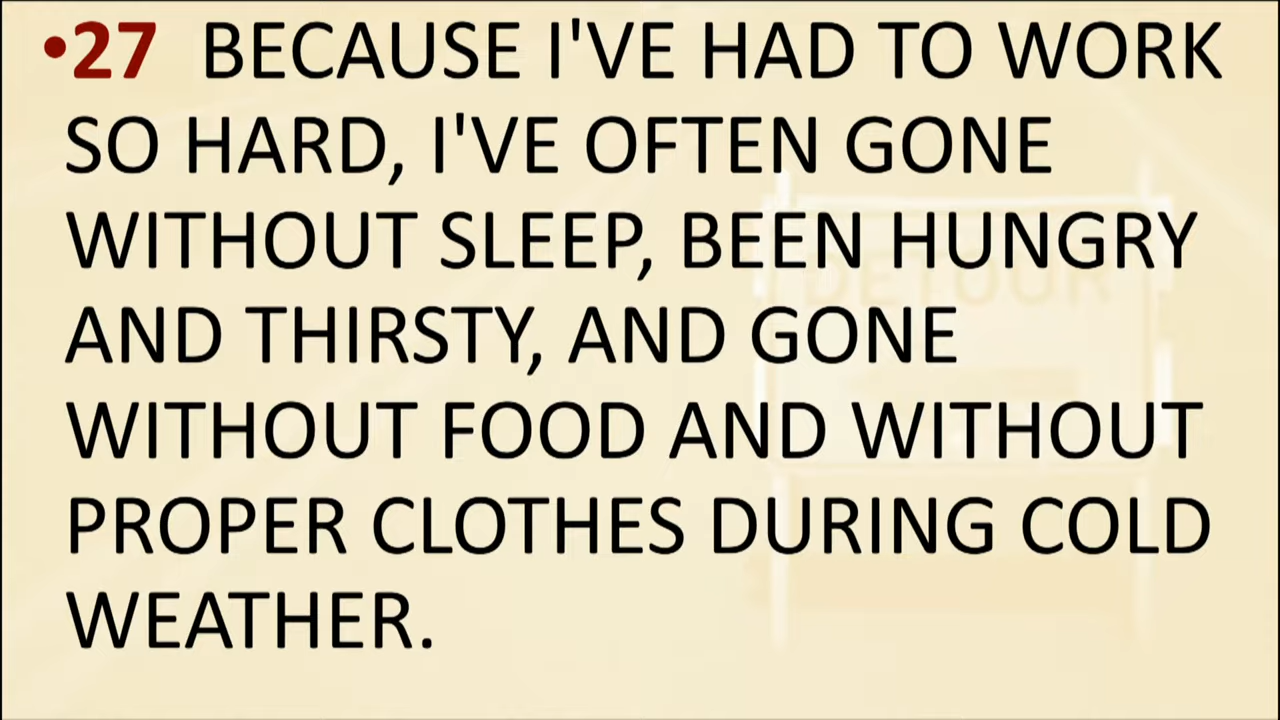 •27 BECAUSE I'VE HAD TO WORK
SO HARD, I'VE OFTEN GONE
WITHOUT SLEEP, BEEN HUNGRY
AND THIRSTY, AND GONE
WITHOUT FOOD AND WITHOUT
PROPER CLOTHES DURING COLD
WEATHER.
DETOUR